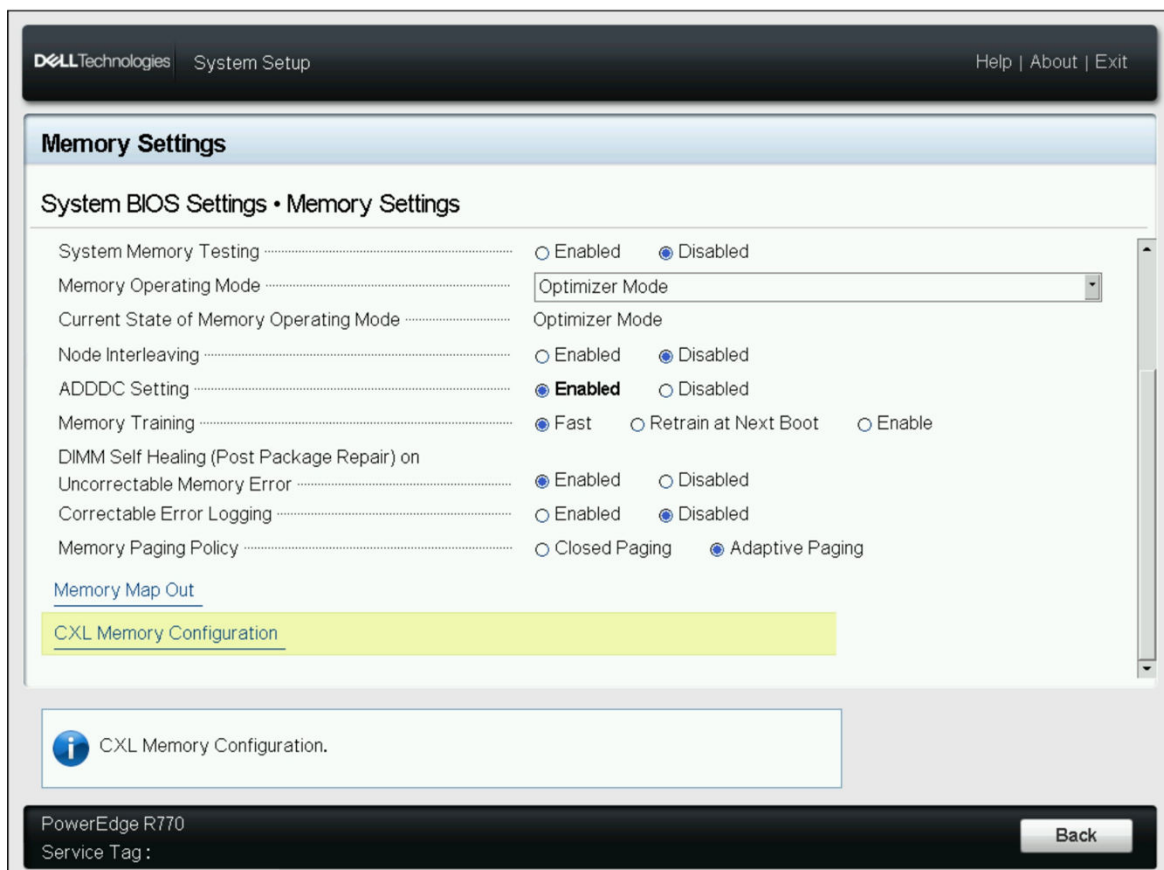 DELLTechnologies System Setup Help | About | Exit
Memory Settings
System BIOS Settings • Memory Settings
System Memory Testing Enabled Disabled
Memory Operating Mode Optimizer Mode
Current State of Memory Operating Mode Optimizer Mode
Node Interleaving Enabled Disabled
ADDDC Setting Enabled Disabled
Memory Training Fast Retrain at Next Boot Enable
DIMM Self Healing (Post Package Repair) on
Uncorrectable Memory Error Enabled Disabled
Correctable Error Logging Enabled Disabled
Memory Paging Policy Closed Paging Adaptive Paging
Memory Map Out
CXL Memory Configuration
CXL Memory Configuration.
PowerEdge R770
Service Tag:
Back